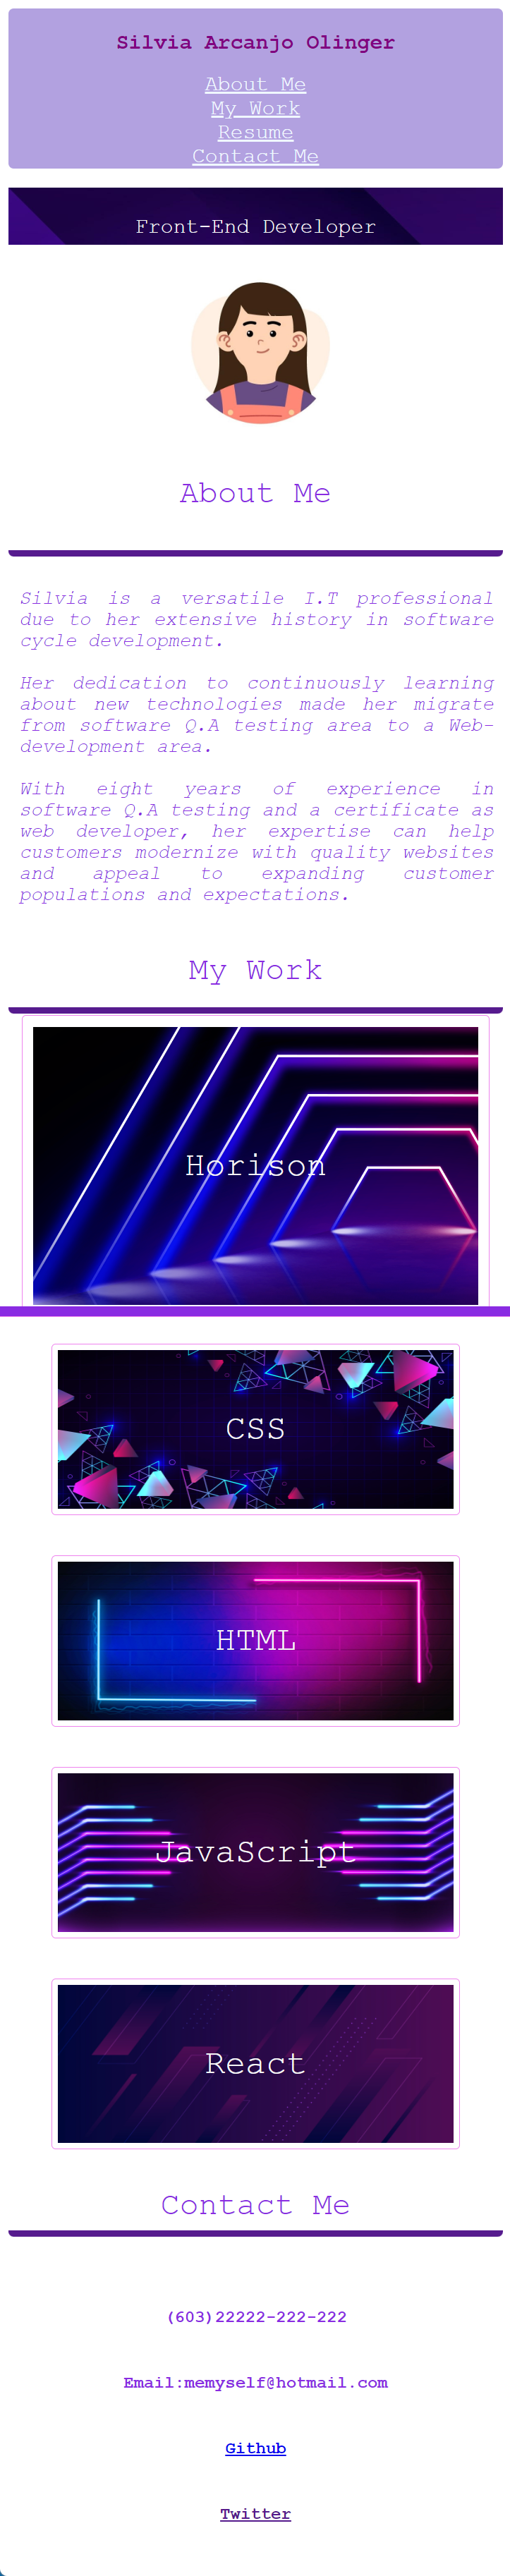 Silvia Arcanjo Olinger
About Me
My Work
Resume
Contact Me
Front-End Developer
About Me
Silvia is a versatile I.T professional
due to her extensive history in software
cycle development.
Her dedication to continuously learning
about new technologies made her migrate
from software Q.A testing area to a Web-
development area.
With eight years of experience in
software Q.A testing and a certificate as
web developer, her expertise can help
customers modernize with quality websites
and appeal to expanding customer
populations and expectations.
My Work
Horison
CSS
HTML
JavaScript
React
Contact Me
(603)22222-222-222
Email:memyself@hotmail.com
Github
Twitter